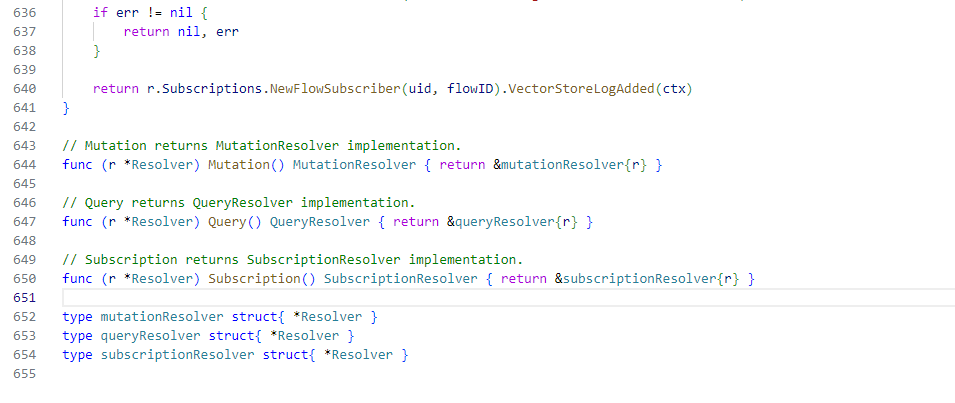 636 if err != nil {
637 return nil, err
638 }
639
640 return r.Subscriptions.NewFlowSubscriber(uid, flowID).VectorStoreLogAdded(ctx)
641 }
642
643 // Mutation returns MutationResolver implementation.
644 func (r *Resolver) Mutation() MutationResolver { return &mutationResolver{r} }
645
646 // Query returns QueryResolver implementation.
647 func (r *Resolver) Query() QueryResolver { return &queryResolver{r} }
648
649 // Subscription returns SubscriptionResolver implementation.
650 func (r *Resolver) Subscription() SubscriptionResolver { return &subscriptionResolver{r} }
651
652 type mutationResolver struct{ *Resolver }
653 type queryResolver struct{ *Resolver }
654 type subscriptionResolver struct{ *Resolver }
655